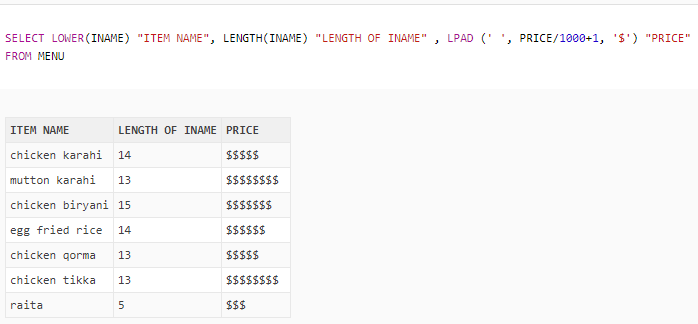 SELECT LOWER(INAME) "ITEM NAME", LENGTH(INAME) "LENGTH OF INAME" , LPAD (' ', PRICE/1000+1, '$') "PRICE"
FROM MENU
ITEM NAME LENGTH OF INAME PRICE
chicken karahi 14 $$$$$
mutton karahi 13 $$$$$$$$
chicken biryani 15 $$$$$$$
egg fried rice 14 $$$$$$
chicken qorma 13 $$$$$
chicken tikka 13 $$$$$$$$
raita 5 $$$